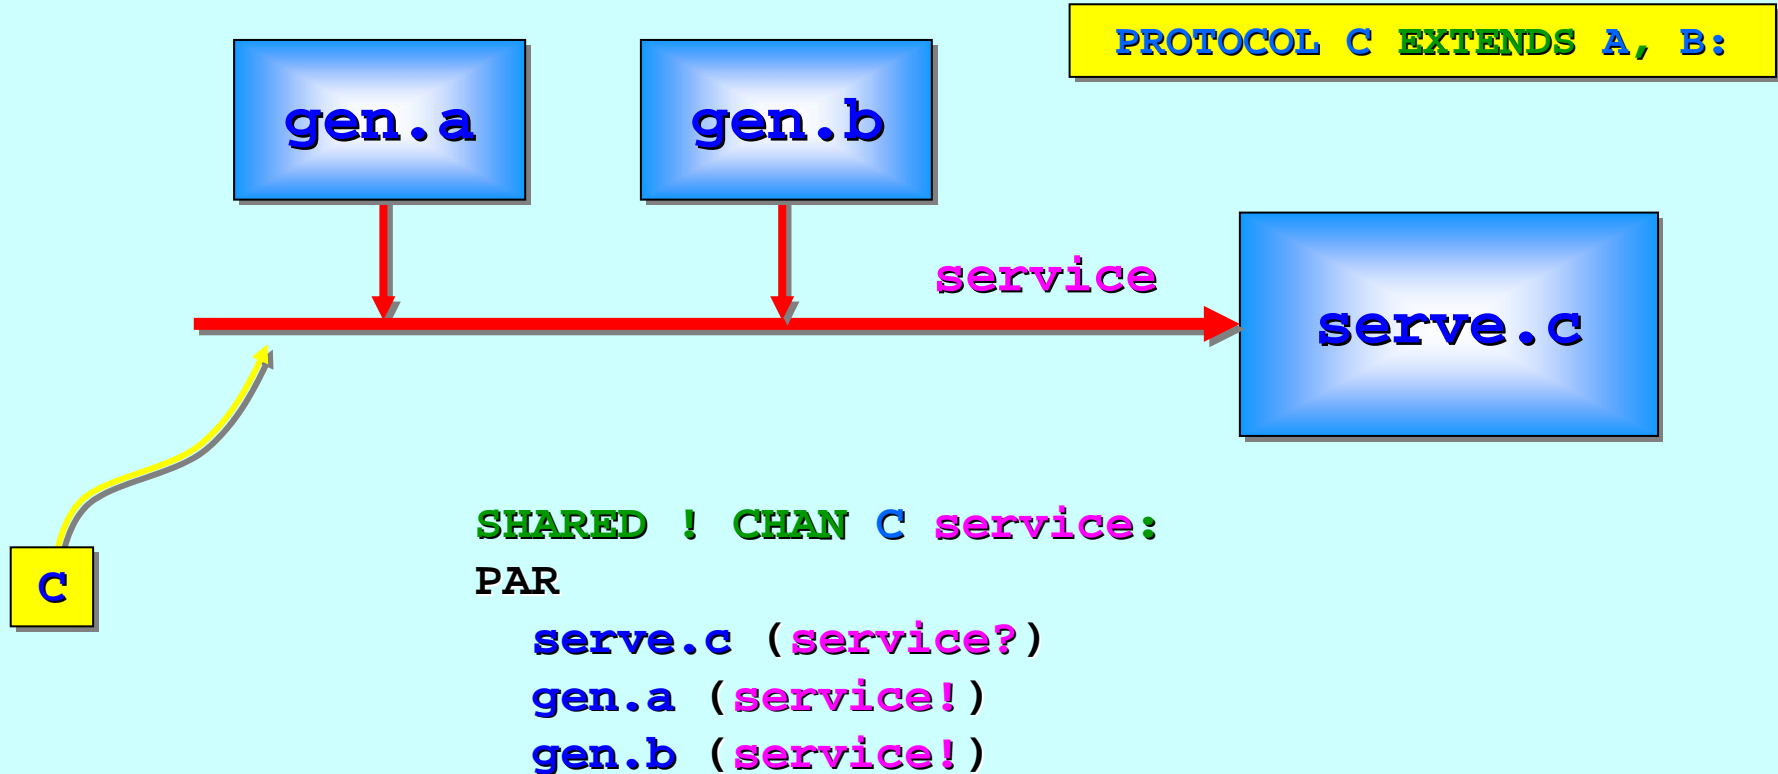 PROTOCOL C EXTENDS A, B:
gen.a
gen.b
service
serve.c
C
SHARED ! CHAN C service:
PAR
serve.c (service?)
gen.a (service!)
gen.b (service!)